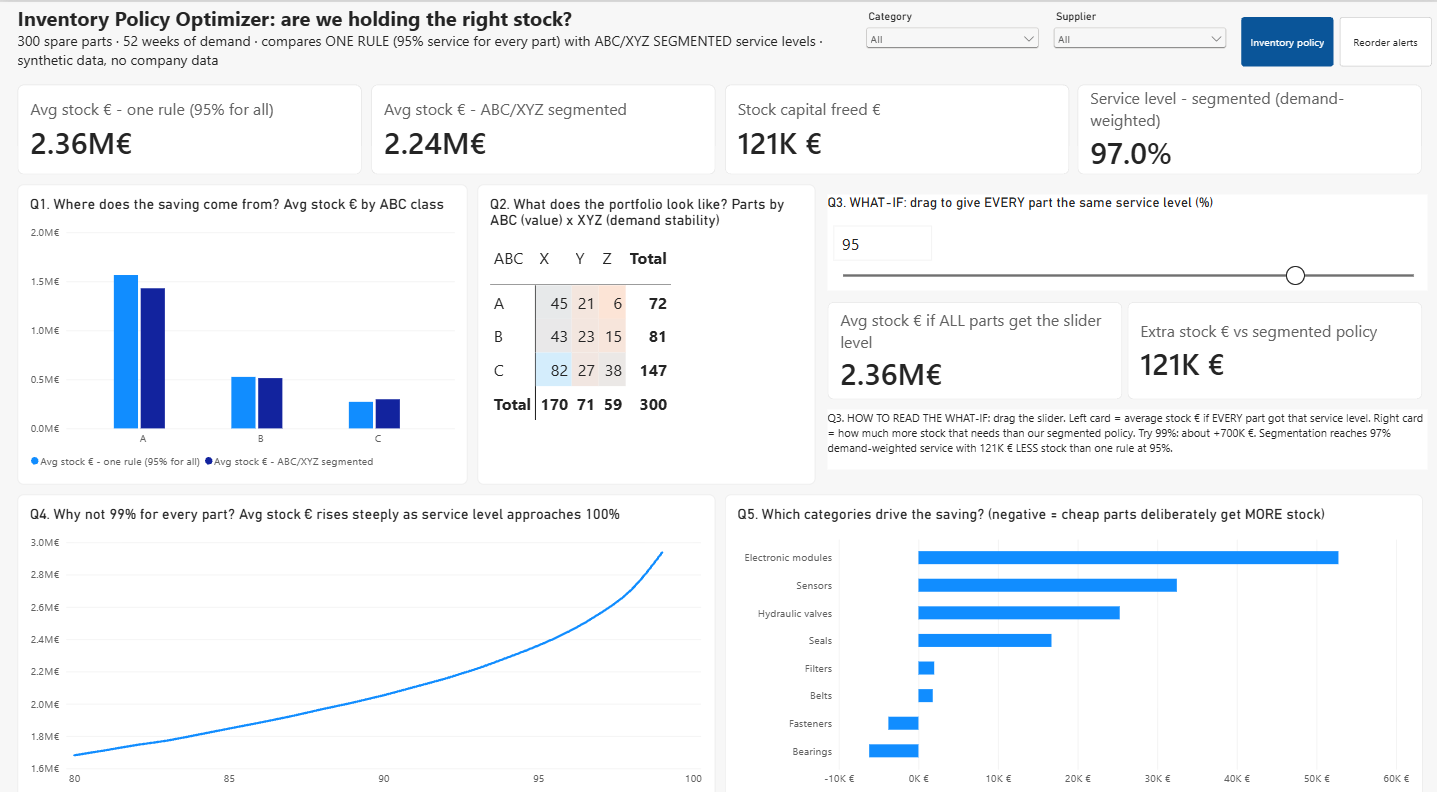 Inventory Policy Optimizer: are we holding the right stock?
300 spare parts · 52 weeks of demand · compares ONE RULE (95% service for every part) with ABC/XYZ SEGMENTED service levels ·
synthetic data, no company data
Category
All
Supplier
All
Inventory policy
Reorder alerts
Avg stock € - one rule (95% for all)
2.36M€
Avg stock € - ABC/XYZ segmented
2.24M€
Stock capital freed €
121K €
Service level - segmented (demand-
weighted)
97.0%
Q1. Where does the saving come from? Avg stock € by ABC class
2.0M€
1.5M€
1.0M€
0.5M€
0.0M€
A B C
Avg stock € - one rule (95% for all) Avg stock € - ABC/XYZ segmented
Q2. What does the portfolio look like? Parts by
ABC (value) x XYZ (demand stability)
ABC X Y Z Total
A 45 21 6 72
B 43 23 15 81
C 82 27 38 147
Total 170 71 59 300
Q3. WHAT-IF: drag to give EVERY part the same service level (%)
95
Avg stock € if ALL parts get the slider
level
2.36M€
Extra stock € vs segmented policy
121K €
Q3. HOW TO READ THE WHAT-IF: drag the slider. Left card = average stock € if EVERY part got that service level. Right card
= how much more stock that needs than our segmented policy. Try 99%: about +700K €. Segmentation reaches 97%
demand-weighted service with 121K € LESS stock than one rule at 95%.
Q4. Why not 99% for every part? Avg stock € rises steeply as service level approaches 100%
3.0M€
2.8M€
2.6M€
2.4M€
2.2M€
2.0M€
1.8M€
1.6M€
80 85 90 95 100
Q5. Which categories drive the saving? (negative = cheap parts deliberately get MORE stock)
Electronic modules
Sensors
Hydraulic valves
Seals
Filters
Belts
Fasteners
Bearings
-10K € 0K € 10K € 20K € 30K € 40K € 50K € 60K €